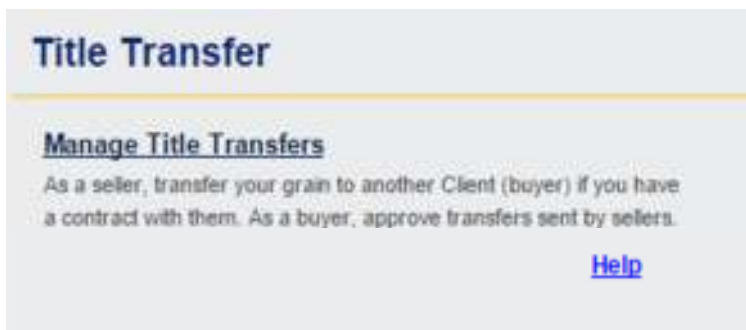 Title Transfer
Manage Title Transfers
As a seller, transfer your grain to another Client (buyer) if you have
a contract with them. As a buyer, approve transfers sent by sellers.
Help